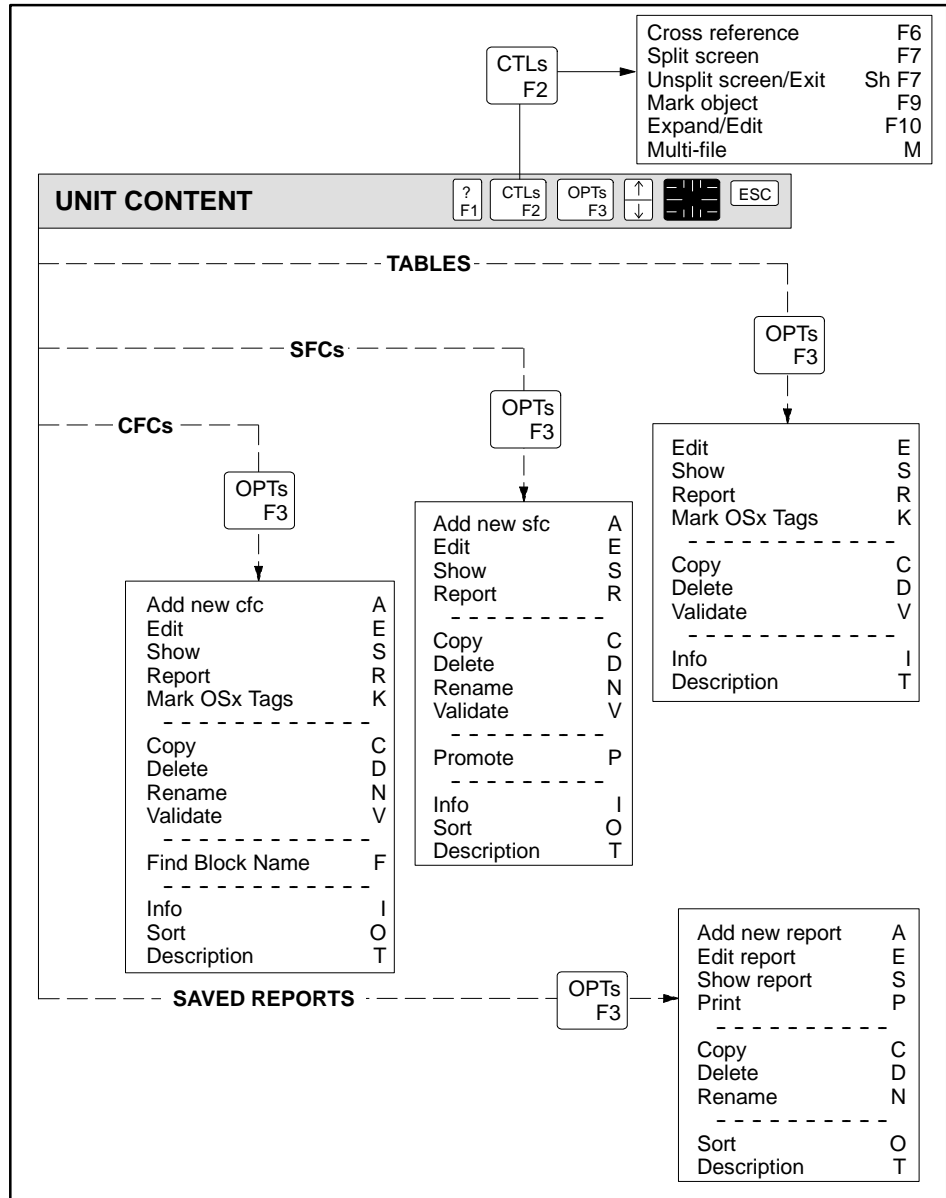 CTLs
F2
Cross reference F6
Split screen F7
Unsplit screen/Exit Sh F7
Mark object F9
Expand/Edit F10
Multi-file M
UNIT CONTENT
?
F1
CTLs
F2
OPTs
F3
↑
↓
ESC
TABLES
OPTs
F3
SFCs
OPTs
F3
CFCs
OPTs
F3
Edit E
Show S
Report R
Mark OSx Tags K
Copy C
Delete D
Validate V
Info I
Description T
Add new sfc A
Edit E
Show S
Report R
Copy C
Delete D
Rename N
Validate V
Promote P
Info I
Sort O
Description T
Add new cfc A
Edit E
Show S
Report R
Mark OSx Tags K
Copy C
Delete D
Rename N
Validate V
Find Block Name F
Info I
Sort O
Description T
SAVED REPORTS
OPTs
F3
Add new report A
Edit report E
Show report S
Print P
Copy C
Delete D
Rename N
Sort O
Description T